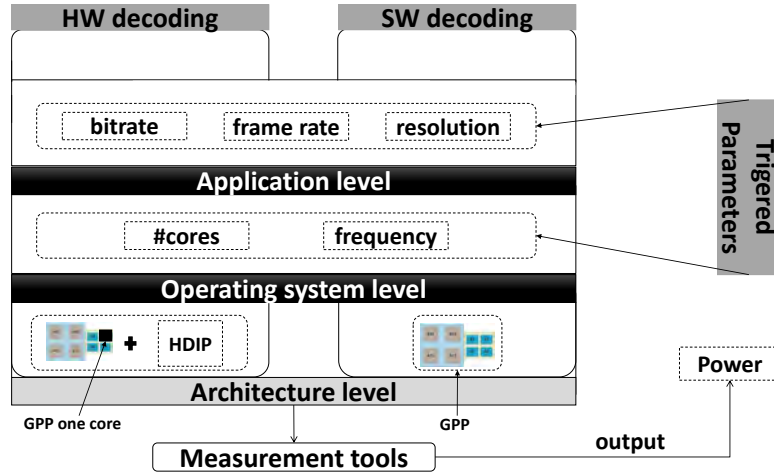 HW decoding
SW decoding
bitrate
frame rate
resolution
Trigered
Parameters
Application level
#cores
frequency
Operating system level
HDIP
Architecture level
GPP one core
GPP
Power
output
Measurement tools